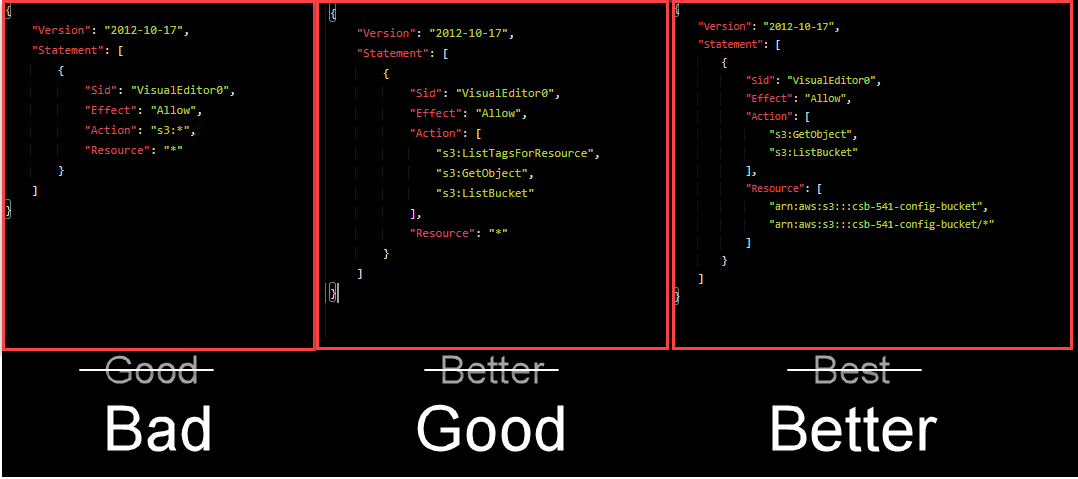 {
"Version": "2012-10-17",
"Statement": [
{
"Sid": "VisualEditor0",
"Effect": "Allow",
"Action": "s3:*",
"Resource": "*"
}
]
}
Good
Bad
{
"Version": "2012-10-17",
"Statement": [
{
"Sid": "VisualEditor0",
"Effect": "Allow",
"Action": [
"s3:ListTagsForResource",
"s3:GetObject",
"s3:ListBucket"
],
"Resource": "*"
}
]
}
Better
Good
{
"Version": "2012-10-17",
"Statement": [
{
"Sid": "VisualEditor0",
"Effect": "Allow",
"Action": [
"s3:GetObject",
"s3:ListBucket"
],
"Resource": [
"arn:aws:s3:::csb-541-config-bucket",
"arn:aws:s3:::csb-541-config-bucket/*"
]
}
]
}
Best
Better